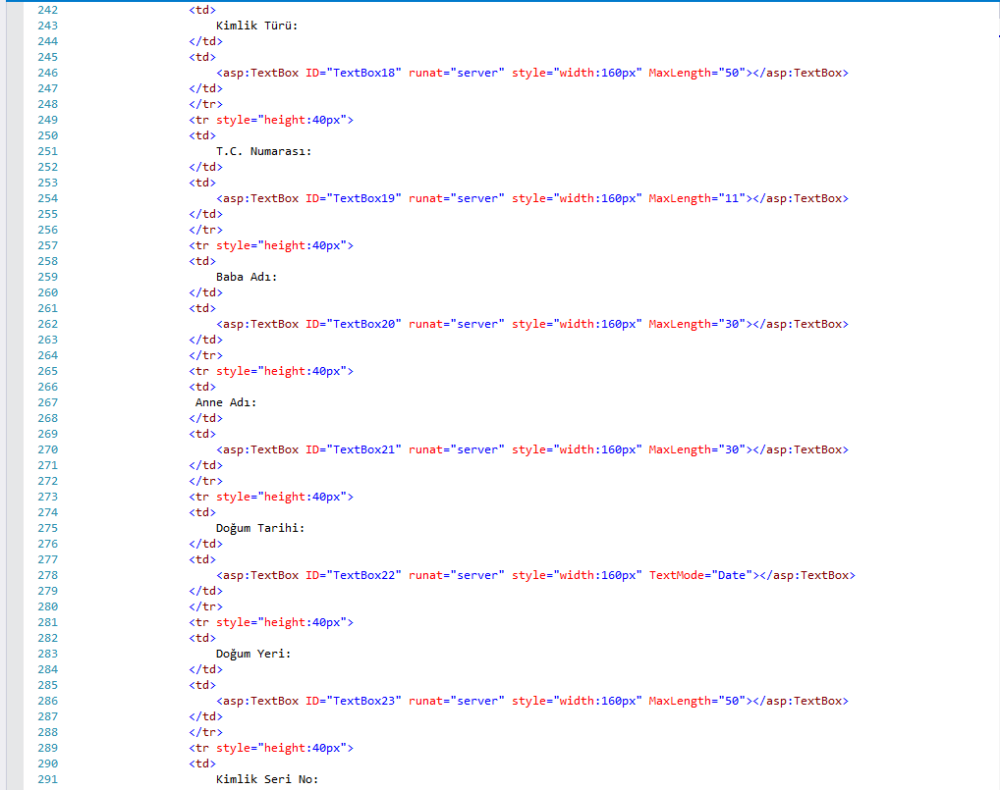 242 <td>
243 Kimlik Türü:
244 </td>
245 <td>
246 <asp:TextBox ID="TextBox18" runat="server" style="width:160px" MaxLength="50"></asp:TextBox>
247 </td>
248 </tr>
249 <tr style="height:40px">
250 <td>
251 T.C. Numarası:
252 </td>
253 <td>
254 <asp:TextBox ID="TextBox19" runat="server" style="width:160px" MaxLength="11"></asp:TextBox>
255 </td>
256 </tr>
257 <tr style="height:40px">
258 <td>
259 Baba Adı:
260 </td>
261 <td>
262 <asp:TextBox ID="TextBox20" runat="server" style="width:160px" MaxLength="30"></asp:TextBox>
263 </td>
264 </tr>
265 <tr style="height:40px">
266 <td>
267 Anne Adı:
268 </td>
269 <td>
270 <asp:TextBox ID="TextBox21" runat="server" style="width:160px" MaxLength="30"></asp:TextBox>
271 </td>
272 </tr>
273 <tr style="height:40px">
274 <td>
275 Doğum Tarihi:
276 </td>
277 <td>
278 <asp:TextBox ID="TextBox22" runat="server" style="width:160px" TextMode="Date"></asp:TextBox>
279 </td>
280 </tr>
281 <tr style="height:40px">
282 <td>
283 Doğum Yeri:
284 </td>
285 <td>
286 <asp:TextBox ID="TextBox23" runat="server" style="width:160px" MaxLength="50"></asp:TextBox>
287 </td>
288 </tr>
289 <tr style="height:40px">
290 <td>
291 Kimlik Seri No: